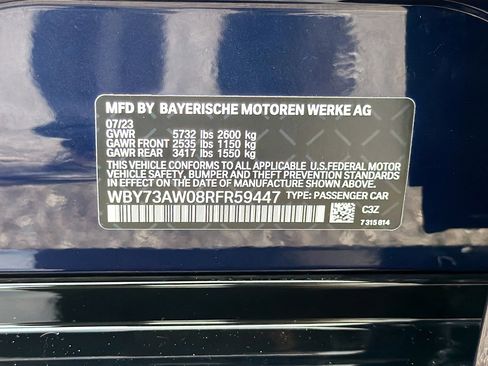 MFD BY BAYERISCHE MOTOREN WERKE AG
07/23
GVWR 5732 lbs 2600 kg
GAWR FRONT 2535 lbs 1150 kg
GAWR REAR 3417 lbs 1550 kg
THIS VEHICLE CONFORMS TO ALL APPLICABLE U.S.FEDERAL MOTOR
VEHICLE SAFETY, BUMPER AND THEFT PREVENTION STANDARDS
IN EFFECT ON THE DATE OF MANUFACTURE SHOWN ABOVE.
WBY73AW08RFR59447 TYPE: PASSENGER CAR
C3Z
7 315 814